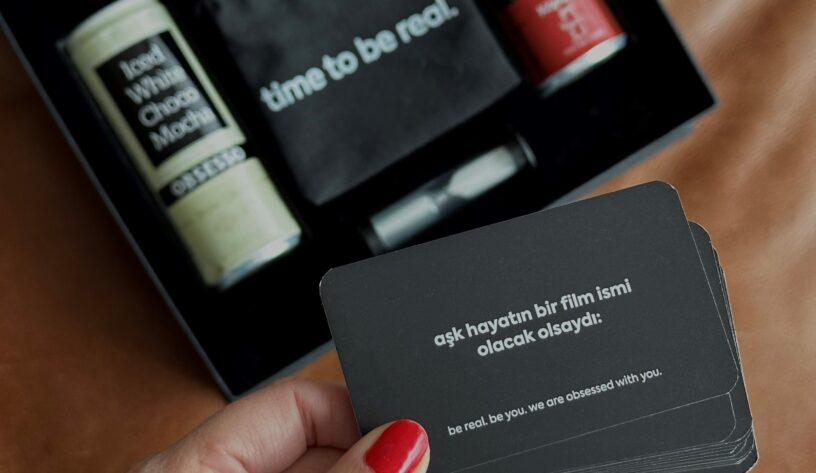 Iced
White
Choco
Mocha
OBSESSO
time to be real.
aşk hayatın bir film ismi
olacak olsaydı:
be real. be you. we are obsessed with you.